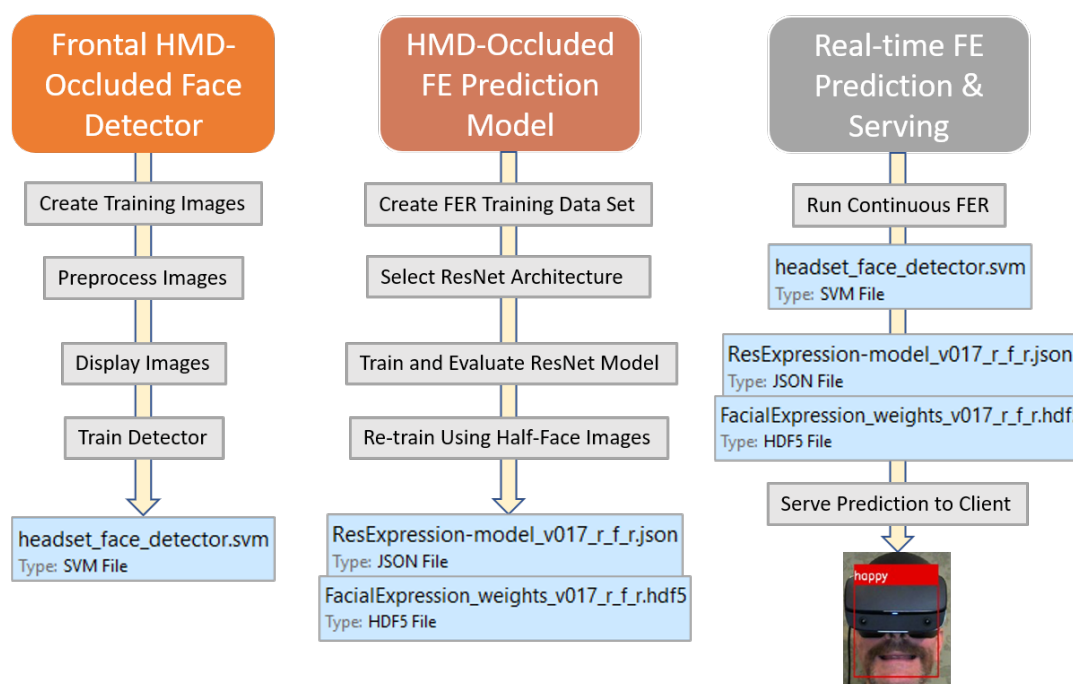 Frontal HMD-
Occluded Face
Detector
Create Training Images
Preprocess Images
Display Images
Train Detector
headset_face_detector.svm
Type: SVM File
HMD-Occluded
FE Prediction
Model
Create FER Training Data Set
Select ResNet Architecture
Train and Evaluate ResNet Model
Re-train Using Half-Face Images
ResExpression-model_v017_r_f_r.json
Type: JSON File
FacialExpression_weights_v017_r_f_r.hdf5
Type: HDF5 File
Real-time FE
Prediction &
Serving
Run Continuous FER
headset_face_detector.svm
Type: SVM File
ResExpression-model_v017_r_f_r.json
Type: JSON File
FacialExpression_weights_v017_r_f_r.hdf5
Type: HDF5 File
Serve Prediction to Client
happy